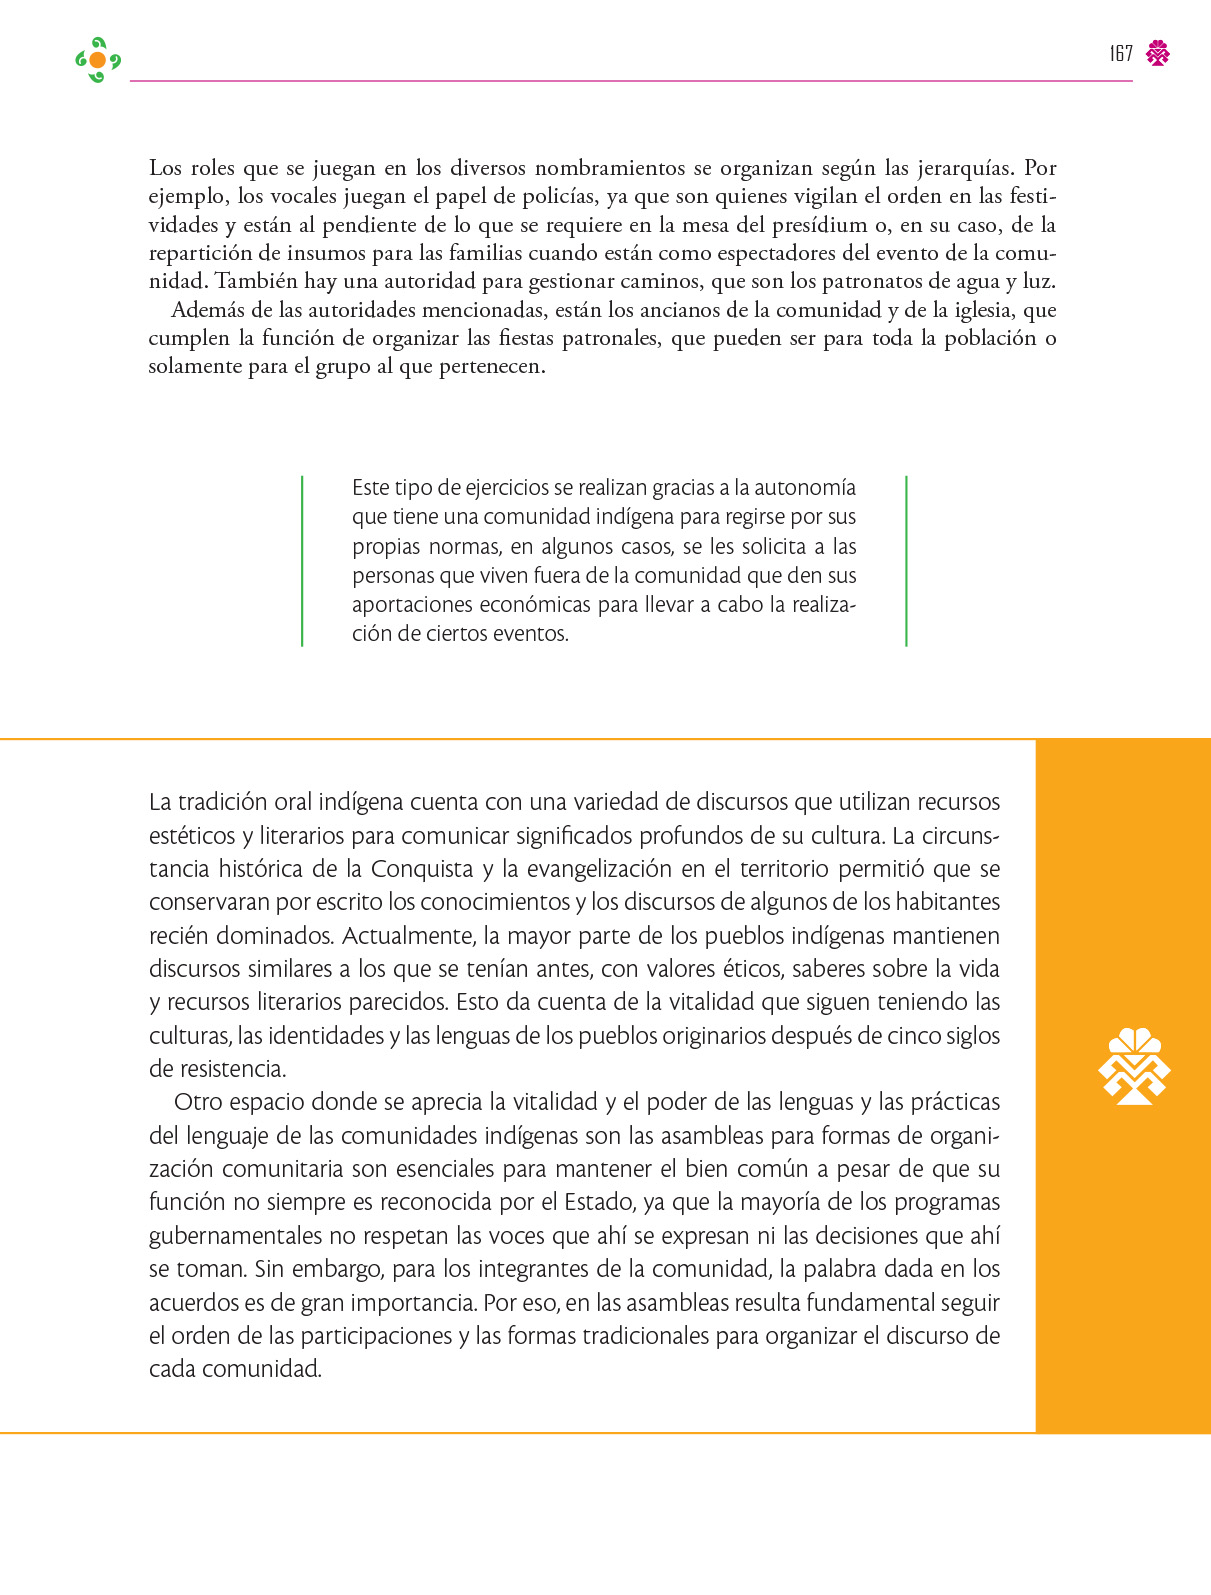 167
Los roles que se juegan en los diversos nombramientos se organizan según las jerarquías. Por
ejemplo, los vocales juegan el papel de policías, ya que son quienes vigilan el orden en las festi-
vidades y están al pendiente de lo que se requiere en la mesa del presídium o, en su caso, de la
repartición de insumos para las familias cuando están como espectadores del evento de la comu-
nidad. También hay una autoridad para gestionar caminos, que son los patronatos de agua y luz.
Además de las autoridades mencionadas, están los ancianos de la comunidad y de la iglesia, que
cumplen la función de organizar las fiestas patronales, que pueden ser para toda la población o
solamente para el grupo al que pertenecen.
Este tipo de ejercicios se realizan gracias a la autonomía
que tiene una comunidad indígena para regirse por sus
propias normas, en algunos casos, se les solicita a las
personas que viven fuera de la comunidad que den sus
aportaciones económicas para llevar a cabo la realiza-
ción de ciertos eventos.
La tradición oral indígena cuenta con una variedad de discursos que utilizan recursos
estéticos y literarios para comunicar significados profundos de su cultura. La circuns-
tancia histórica de la Conquista y la evangelización en el territorio permitió que se
conservaran por escrito los conocimientos y los discursos de algunos de los habitantes
recién dominados. Actualmente, la mayor parte de los pueblos indígenas mantienen
discursos similares a los que se tenían antes, con valores éticos, saberes sobre la vida
y recursos literarios parecidos. Esto da cuenta de la vitalidad que siguen teniendo las
culturas, las identidades y las lenguas de los pueblos originarios después de cinco siglos
de resistencia.
Otro espacio donde se aprecia la vitalidad y el poder de las lenguas y las prácticas
del lenguaje de las comunidades indígenas son las asambleas para formas de organi-
zación comunitaria son esenciales para mantener el bien común a pesar de que su
función no siempre es reconocida por el Estado, ya que la mayoría de los programas
gubernamentales no respetan las voces que ahí se expresan ni las decisiones que ahí
se toman. Sin embargo, para los integrantes de la comunidad, la palabra dada en los
acuerdos es de gran importancia. Por eso, en las asambleas resulta fundamental seguir
el orden de las participaciones y las formas tradicionales para organizar el discurso de
cada comunidad.